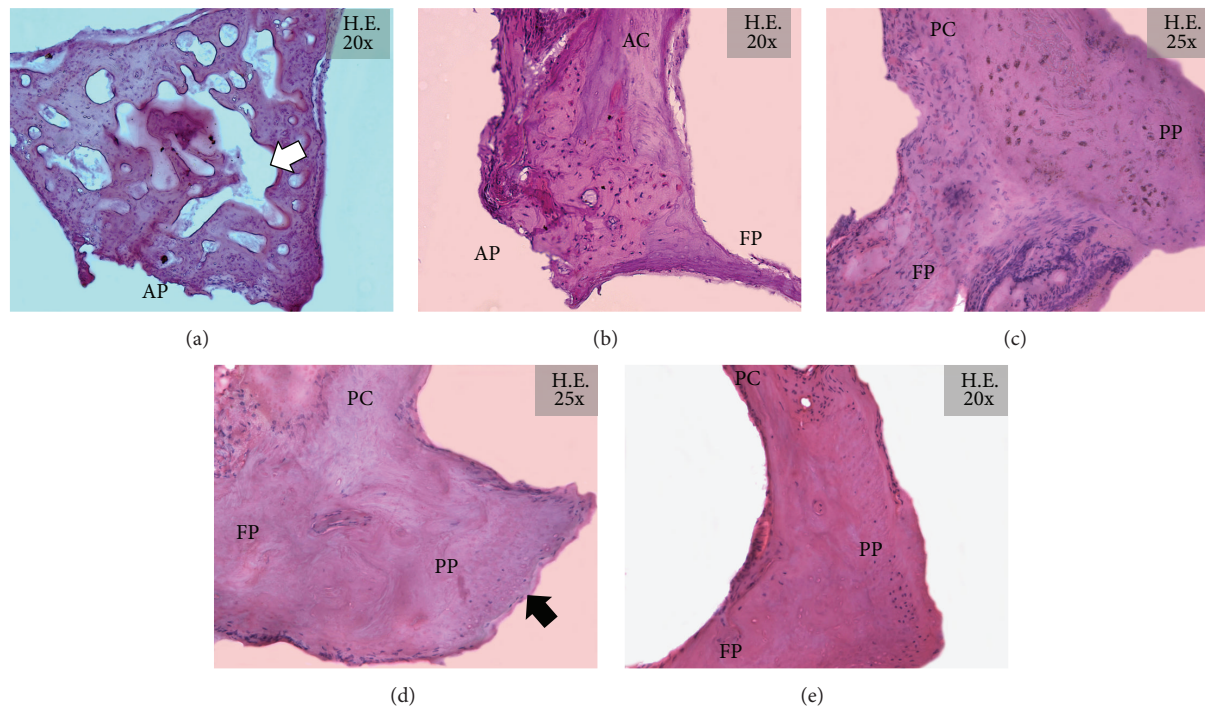 H.E.
20x
AP
(a)
AC
H.E.
20x
AP
FP
(b)
PC
H.E.
25x
PP
FP
(c)
PC
H.E.
25x
FP
PP
(d)
PC
H.E.
20x
PP
FP
(e)